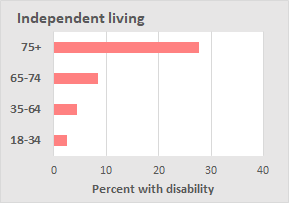 Independent living
75+
65-74
35-64
18-34
0 10 20 30 40
Percent with disability